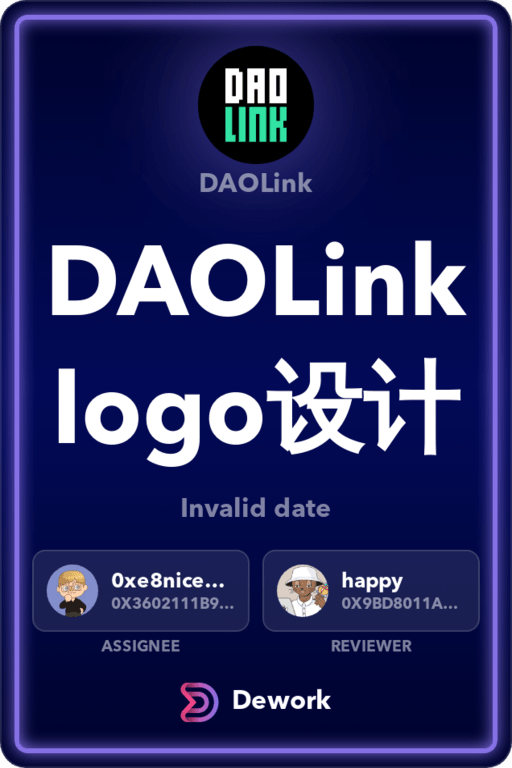 DAO
LINK
DAOLink
DAOLink
logo设计
Invalid date
0xe8nice...
0X3602111B9...
ASSIGNEE
happy
0X9BD8011A...
REVIEWER
Dework